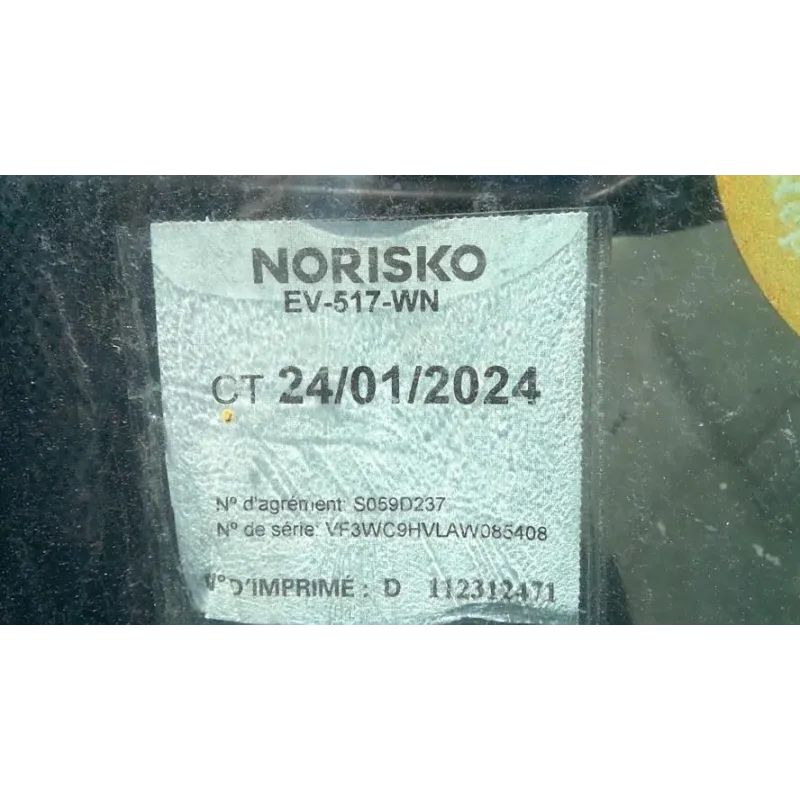 NORISKO
EV-517-WN
CT 24/01/2024
N° d'agrément: S059D237
N° de série: VF3WC9HVLAW085408
N° D'IMPRIMÉ : D 112312471